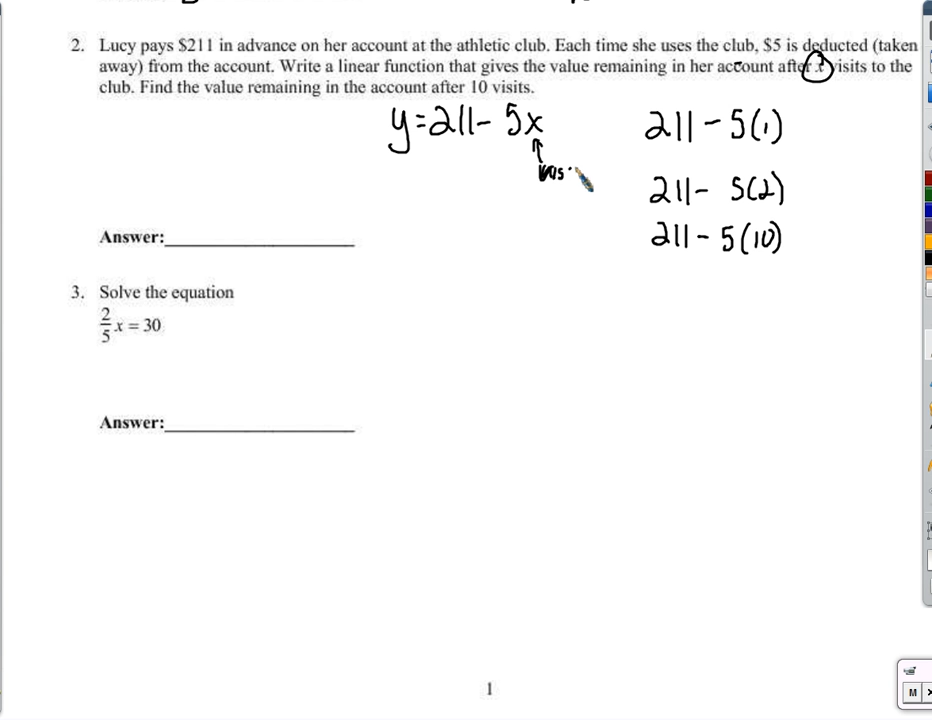 2. Lucy pays $211 in advance on her account at the athletic club. Each time she uses the club, $5 is deducted (taken
away) from the account. Write a linear function that gives the value remaining in her account after x visits to the
club. Find the value remaining in the account after 10 visits.
y=211-5x
211-5(1)
211-5(2)
211-5(10)
Answer:
3. Solve the equation
2/5 x = 30
Answer:
1
M